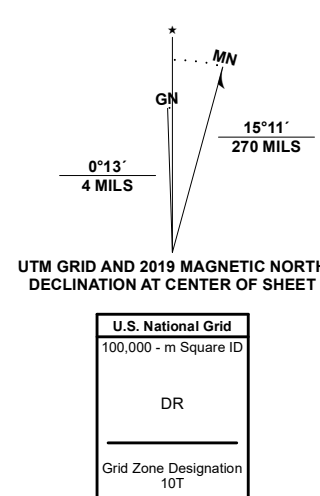 ★
MN
GN
15°11´
270 MILS
0°13´
4 MILS
UTM GRID AND 2019 MAGNETIC NORTH
DECLINATION AT CENTER OF SHEET
U.S. National Grid
100,000 - m Square ID
DR
Grid Zone Designation
10T